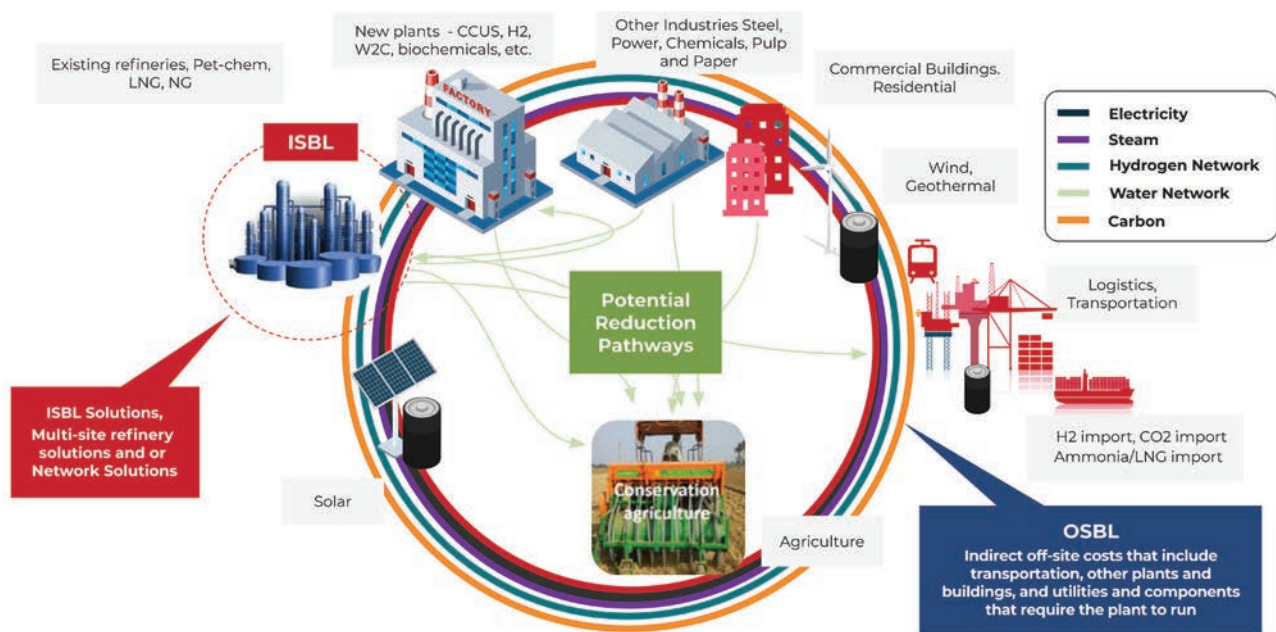 New plants - CCUS, H2,
W2C, biochemicals, etc.
Other Industries Steel,
Power, Chemicals, Pulp
and Paper
Existing refineries, Pet-chem,
LNG, NG
Commercial Buildings.
Residential
ISBL
FACTORY
Electricity
Steam
Hydrogen Network
Water Network
Carbon
Wind,
Geothermal
Logistics,
Transportation
Potential
Reduction
Pathways
ISBL Solutions,
Multi-site refinery
solutions and or
Network Solutions
H2 import, CO2 import
Ammonia/LNG import
Solar
Conservation
agriculture
Agriculture
OSBL
Indirect off-site costs that include
transportation, other plants and
buildings, and utilities and components
that require the plant to run